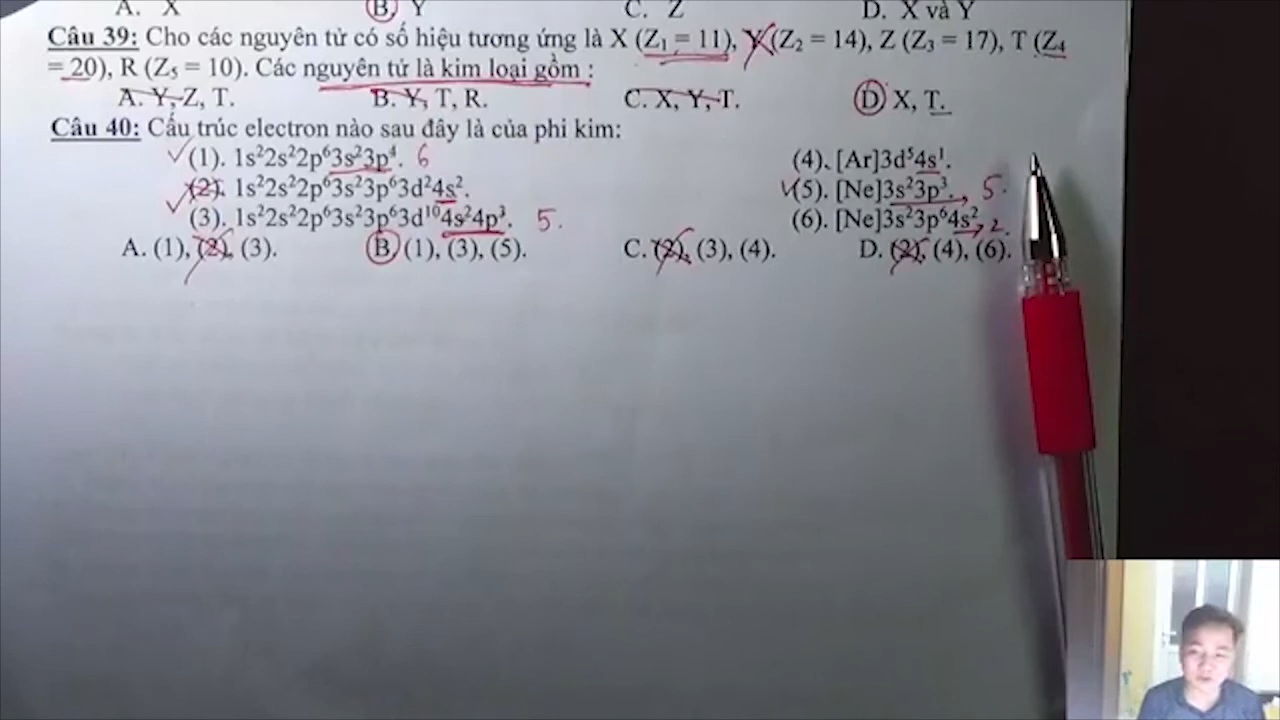 A. X B. Y C. Z D. X và Y
Câu 39: Cho các nguyên tử có số hiệu tương ứng là X (Z₁ = 11), Y (Z₂ = 14), Z (Z₃ = 17), T (Z₄
= 20), R (Z₅ = 10). Các nguyên tử là kim loại gồm :
A. Y, Z, T. B. Y, T, R. C. X, Y, T. D. X, T.
Câu 40: Cấu trúc electron nào sau đây là của phi kim:
(1). 1s²2s²2p⁶3s²3p⁴. 6 (4). [Ar]3d⁵4s¹.
(2). 1s²2s²2p⁶3s²3p⁶3d²4s². (5). [Ne]3s²3p³. 5.
(3). 1s²2s²2p⁶3s²3p⁶3d¹⁰4s²4p³. 5. (6). [Ne]3s²3p⁶4s². 2.
A. (1), (2), (3). B. (1), (3), (5). C. (2), (3), (4). D. (2), (4), (6).